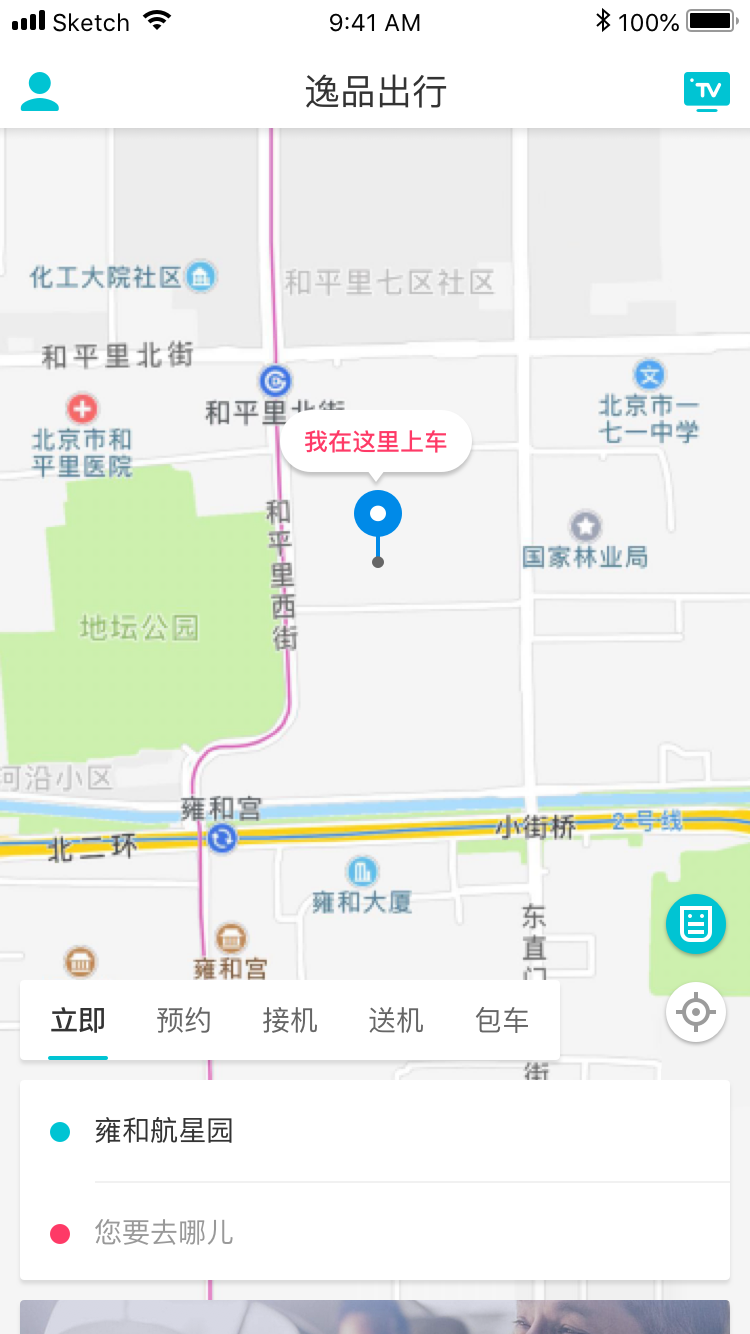 Sketch
9:41 AM
100%
逸品出行
TV
化工大院社区
和平里七区社区
和平里北街
和平里北街
北京市和
平里医院
北京市一
七一中学
我在这里上车
和平里西街
国家林业局
地坛公园
河沿小区
雍和宫
北二环
小街桥
2号线
雍和大厦
雍和宫
东直门
街
立即 预约 接机 送机 包车
雍和航星园
您要去哪儿